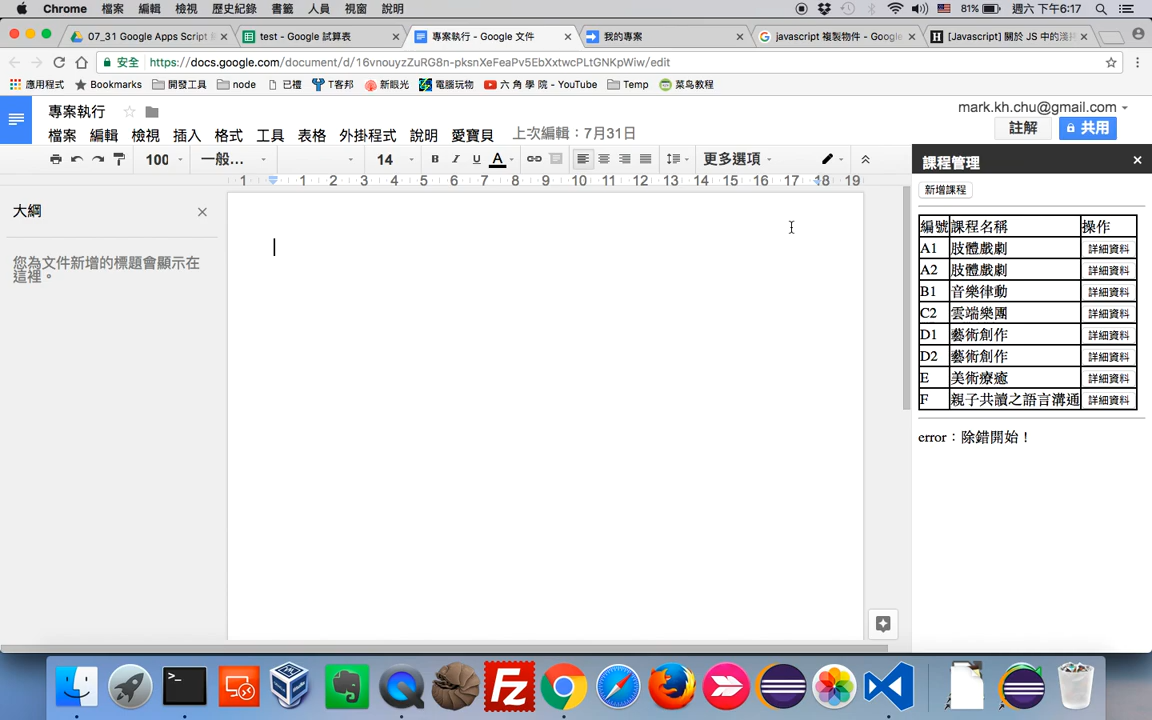 Chrome 檔案 編輯 檢視 歷史紀錄 書籤 人員 視窗 說明 81% 週六 下午6:17
07_31 Google Apps Script test - Google 試算表 專案執行 - Google 文件 我的專案 javascript 複製物件 - Google [Javascript] 關於 JS 中的淺拷
安全 https://docs.google.com/document/d/16vnouyzZuRG8n-pksnXeFeaPv5EbXxtwcPLtGNKpWiw/edit
應用程式 Bookmarks 開發工具 node 已禮 T客邦 新眼光 電腦玩物 六 角 學 院 - YouTube Temp 菜鸟教程
專案執行
mark.kh.chu@gmail.com
檔案 編輯 檢視 插入 格式 工具 表格 外掛程式 說明 愛寶貝 上次編輯：7月31日
註解 共用
100 一般... 14 B I U A 更多選項
課程管理
1 1 2 3 4 5 6 7 8 9 10 11 12 13 14 15 16 17 18 19
新增課程
大綱
您為文件新增的標題會顯示在
這裡。
編號 課程名稱 操作
A1 肢體戲劇 詳細資料
A2 肢體戲劇 詳細資料
B1 音樂律動 詳細資料
C2 雲端樂團 詳細資料
D1 藝術創作 詳細資料
D2 藝術創作 詳細資料
E 美術療癒 詳細資料
F 親子共讀之語言溝通 詳細資料
error：除錯開始！